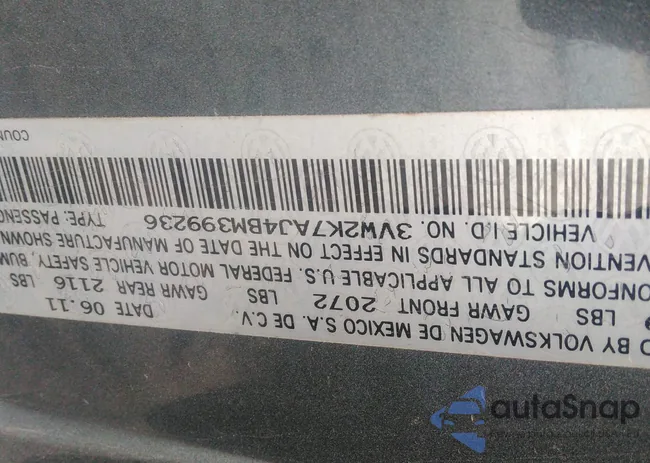 D BY VOLKSWAGEN DE MEXICO S.A. DE C.V.
DATE 06.11
LBS GAWR FRONT 2072 LBS GAWR REAR 2116 LBS
ONFORMS TO ALL APPLICABLE U.S. FEDERAL MOTOR VEHICLE SAFETY, BUM
VENTION STANDARDS IN EFFECT ON THE DATE OF MANUFACTURE SHOWN
VEHICLE I.D. NO. 3VW2K7AJ4BM399236 TYPE: PASSENG
COUN
autoSnap